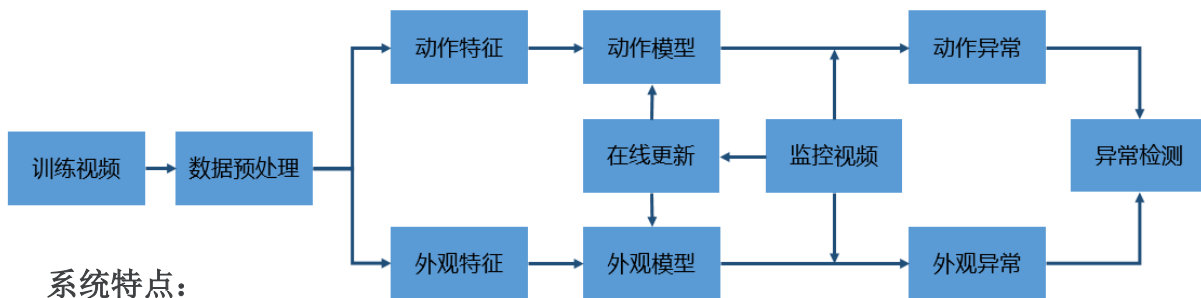 动作特征
动作模型
动作异常
训练视频
数据预处理
在线更新
监控视频
异常检测
外观特征
外观模型
外观异常
系统特点：